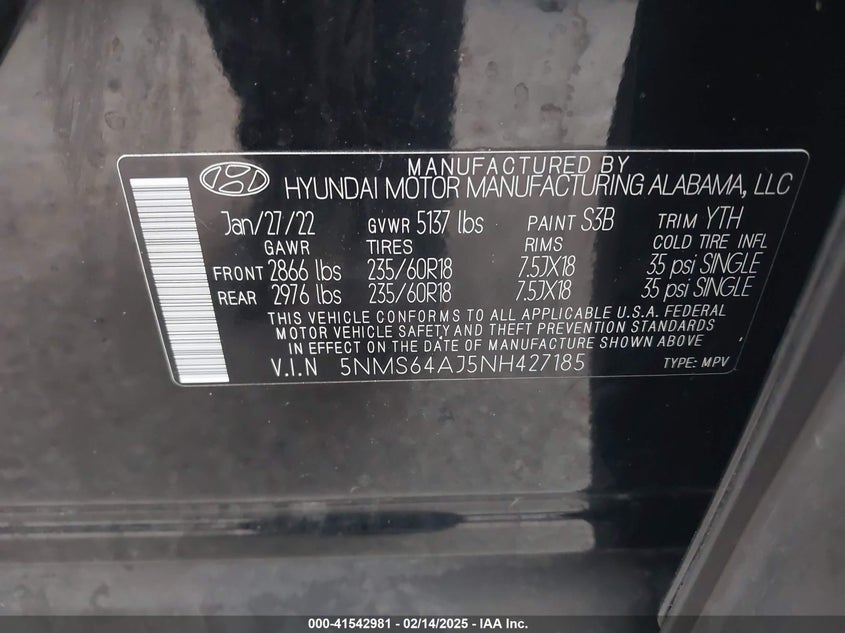 MANUFACTURED BY
HYUNDAI MOTOR MANUFACTURING ALABAMA, LLC
Jan/27/22 GVWR 5137 lbs PAINT S3B TRIM YTH
GAWR TIRES RIMS COLD TIRE INFL
FRONT 2866 lbs 235/60R18 7.5JX18 35 psi SINGLE
REAR 2976 lbs 235/60R18 7.5JX18 35 psi SINGLE
THIS VEHICLE CONFORMS TO ALL APPLICABLE U.S.A. FEDERAL
MOTOR VEHICLE SAFETY AND THEFT PREVENTION STANDARDS
IN EFFECT ON THE DATE OF MANUFACTURE SHOWN ABOVE
V.I.N 5NMS64AJ5NH427185 TYPE: MPV
000-41542981 - 02/14/2025 - IAA Inc.